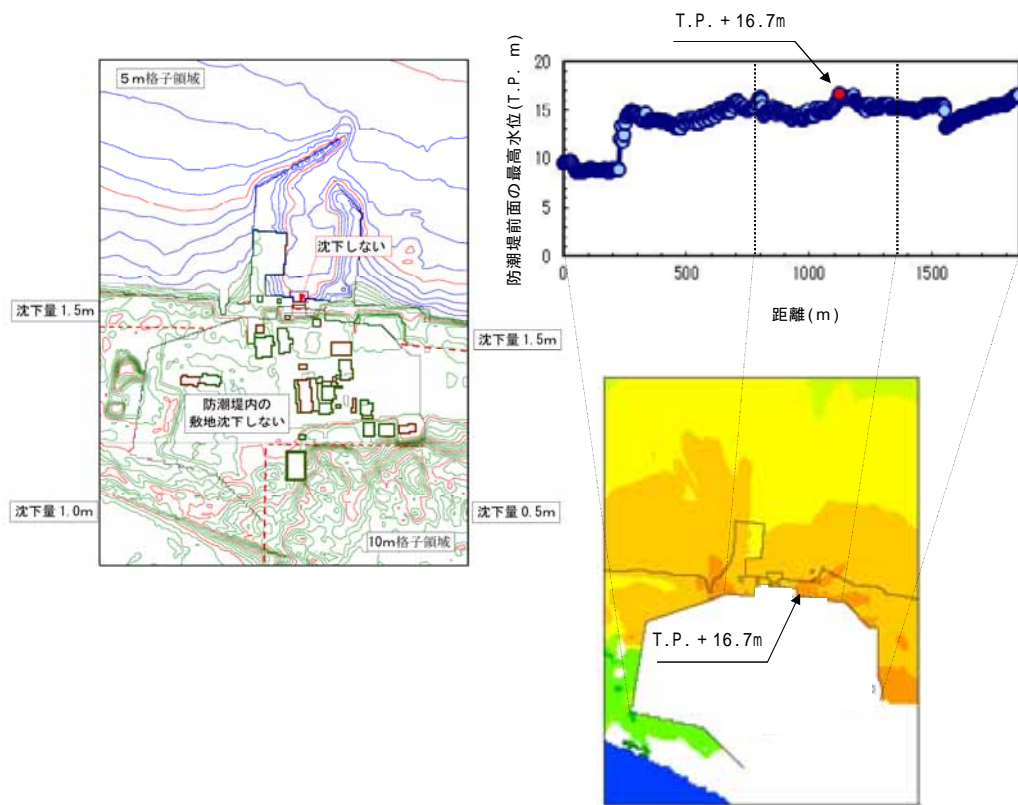 5m格子領域
沈下しない
沈下量 1.5m
沈下量 1.5m
防潮堤内の
敷地沈下しない
沈下量 1.0m
沈下量 0.5m
10m格子領域
T.P.+16.7m
防潮堤前面の最高水位(T.P. m)
20
15
10
5
0
0
500
1000
1500
距離(m)
T.P.+16.7m